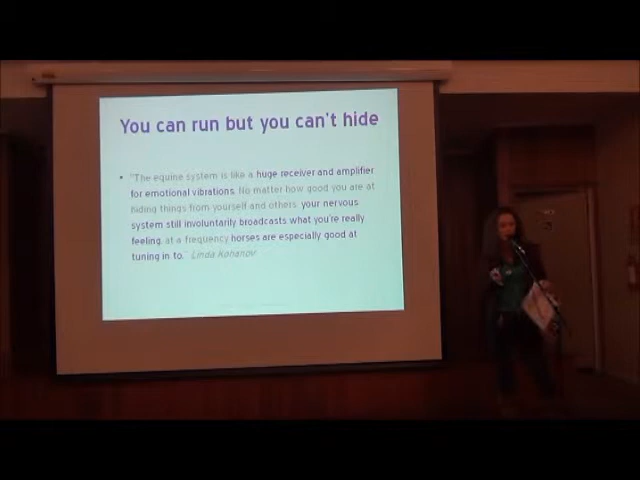 You can run but you can't hide
• "The equine system is like a huge receiver and amplifier
for emotional vibrations. No matter how good you are at
hiding things from yourself and others, your nervous
system still involuntarily broadcasts what you're really
feeling, at a frequency horses are especially good at
tuning in to." Linda Kohanov